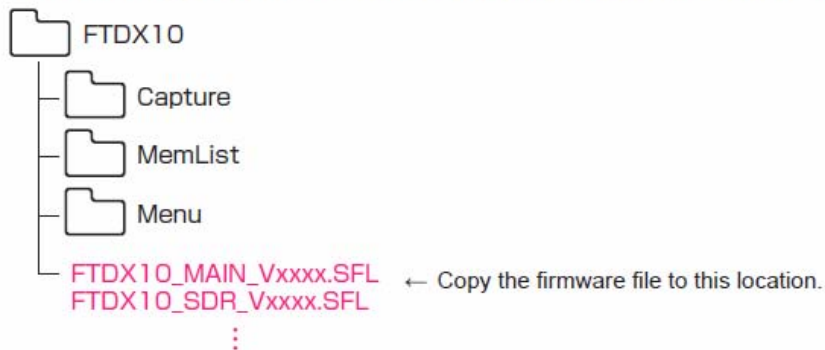 FTDX10
Capture
MemList
Menu
FTDX10_MAIN_Vxxxx.SFL ← Copy the firmware file to this location.
FTDX10_SDR_Vxxxx.SFL
⋮